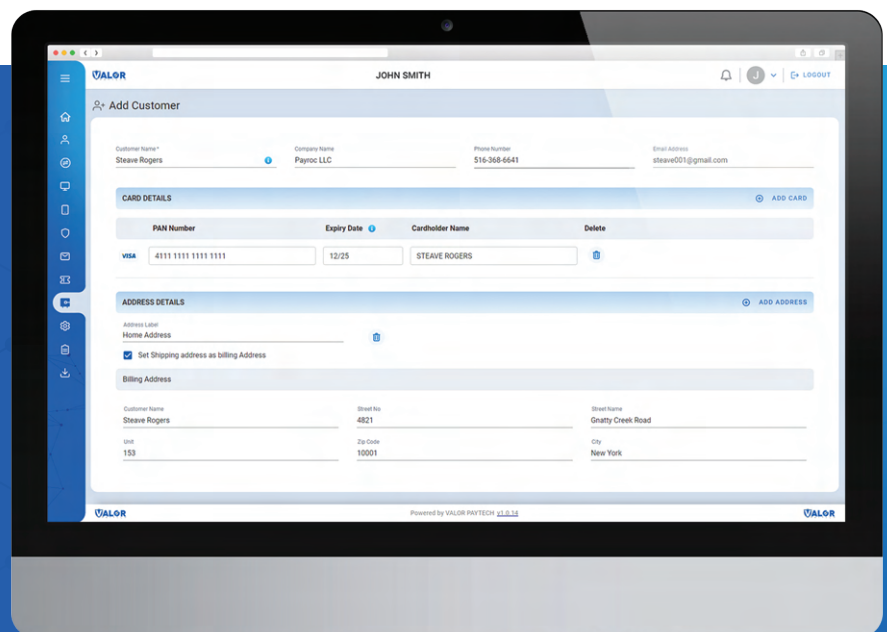 VALOR
JOHN SMITH
J
LOGOUT
Add Customer
Customer Name*
Company Name
Phone Number
Email Address
Steave Rogers
Payroc LLC
516-368-6641
steave001@gmail.com
CARD DETAILS
ADD CARD
PAN Number
Expiry Date
Cardholder Name
Delete
VISA
4111 1111 1111 1111
12/25
STEAVE ROGERS
ADDRESS DETAILS
ADD ADDRESS
Address Label
Home Address
Set Shipping address as billing Address
Billing Address
Customer Name
Street No
Street Name
Steave Rogers
4821
Gnatty Creek Road
Unit
Zip Code
City
153
10001
New York
VALOR
Powered by VALOR PAYTECH v1.0.14
VALOR